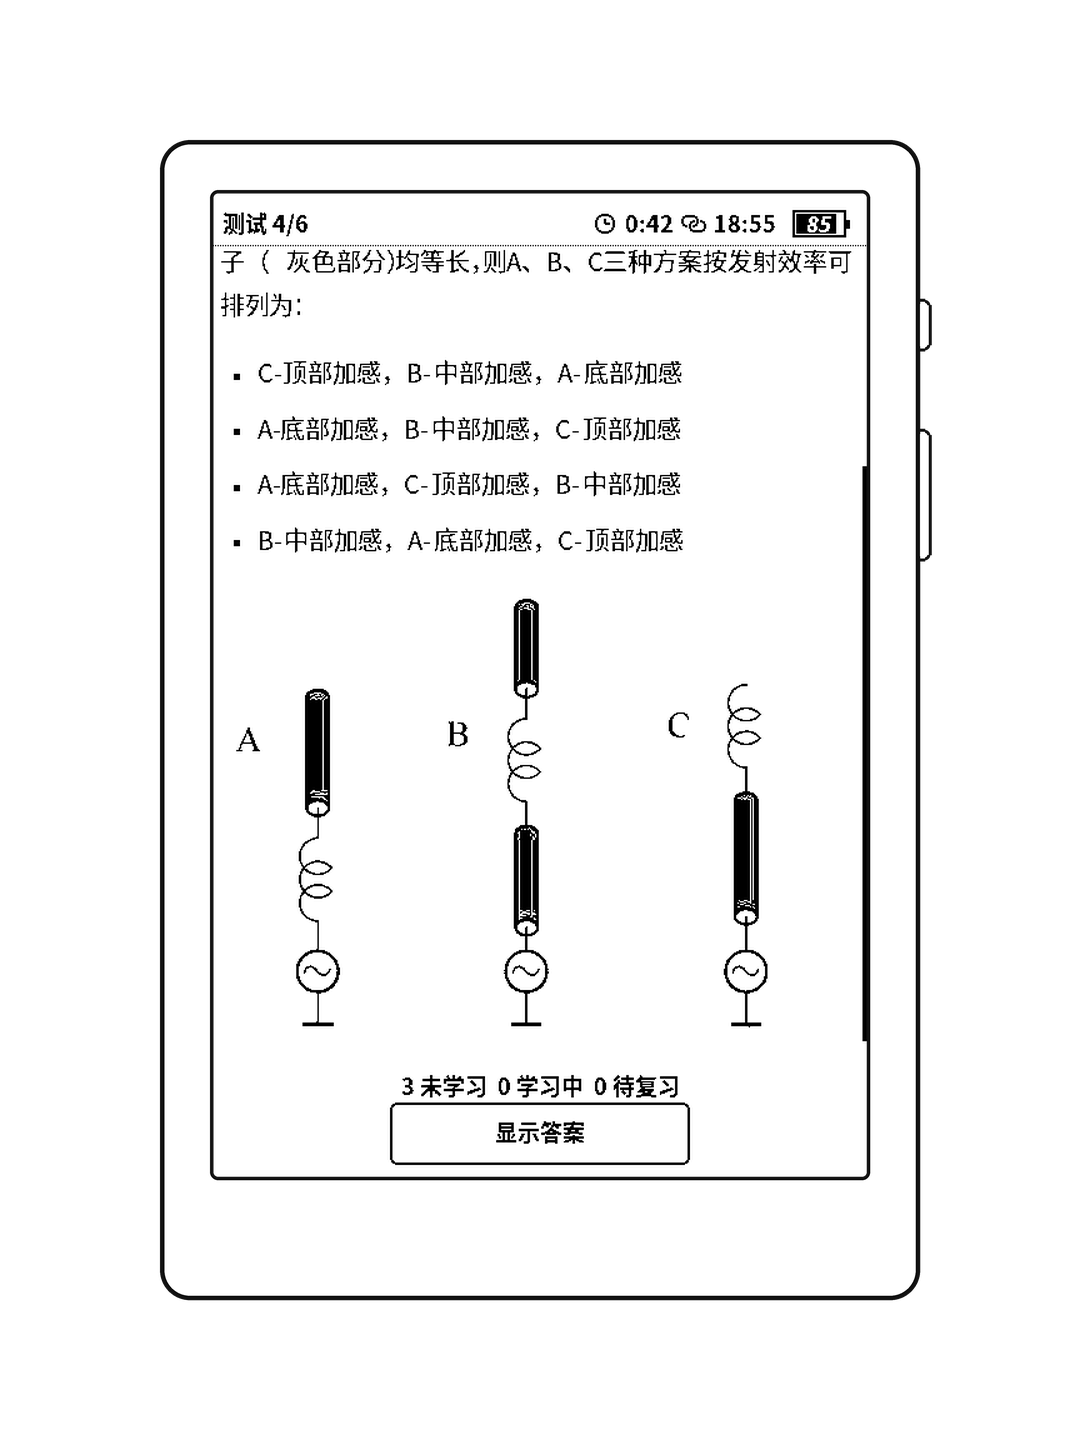 测试 4/6 0:42 18:55 85
子（ 灰色部分)均等长,则A、B、C三种方案按发射效率可
排列为:
▪ C-顶部加感，B-中部加感，A-底部加感
▪ A-底部加感，B-中部加感，C-顶部加感
▪ A-底部加感，C-顶部加感，B-中部加感
▪ B-中部加感，A-底部加感，C-顶部加感
A B C
3 未学习 0 学习中 0 待复习
显示答案